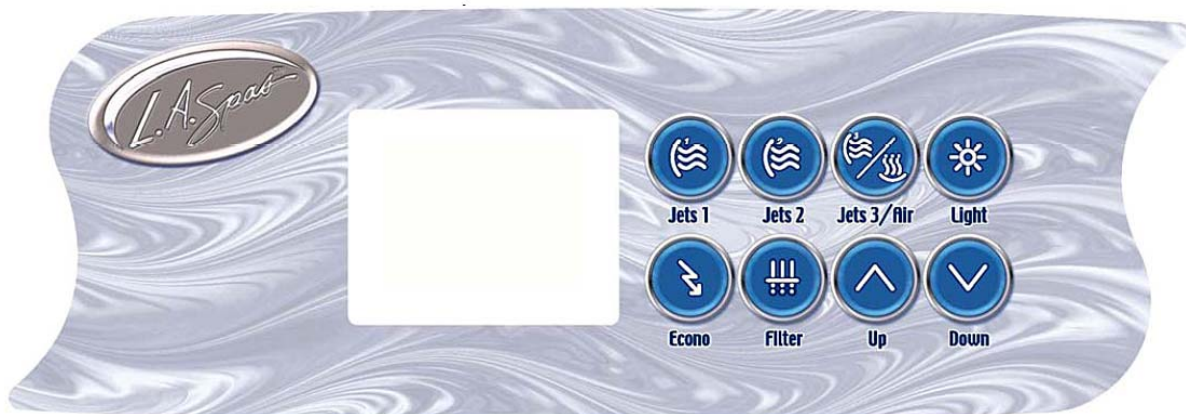 L.A. Spas
Jets 1
Jets 2
Jets 3/Air
Light
Econo
Filter
Up
Down